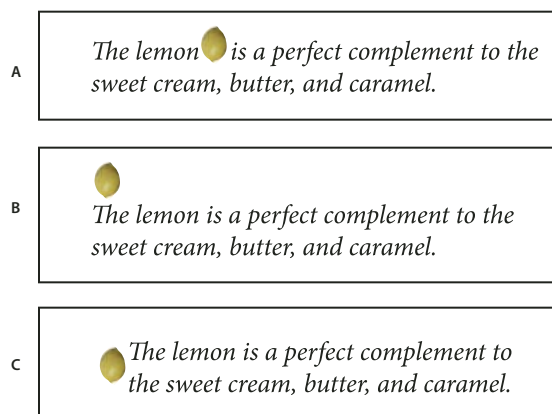 A
The lemon is a perfect complement to the
sweet cream, butter, and caramel.
B
The lemon is a perfect complement to the
sweet cream, butter, and caramel.
C
The lemon is a perfect complement to
the sweet cream, butter, and caramel.